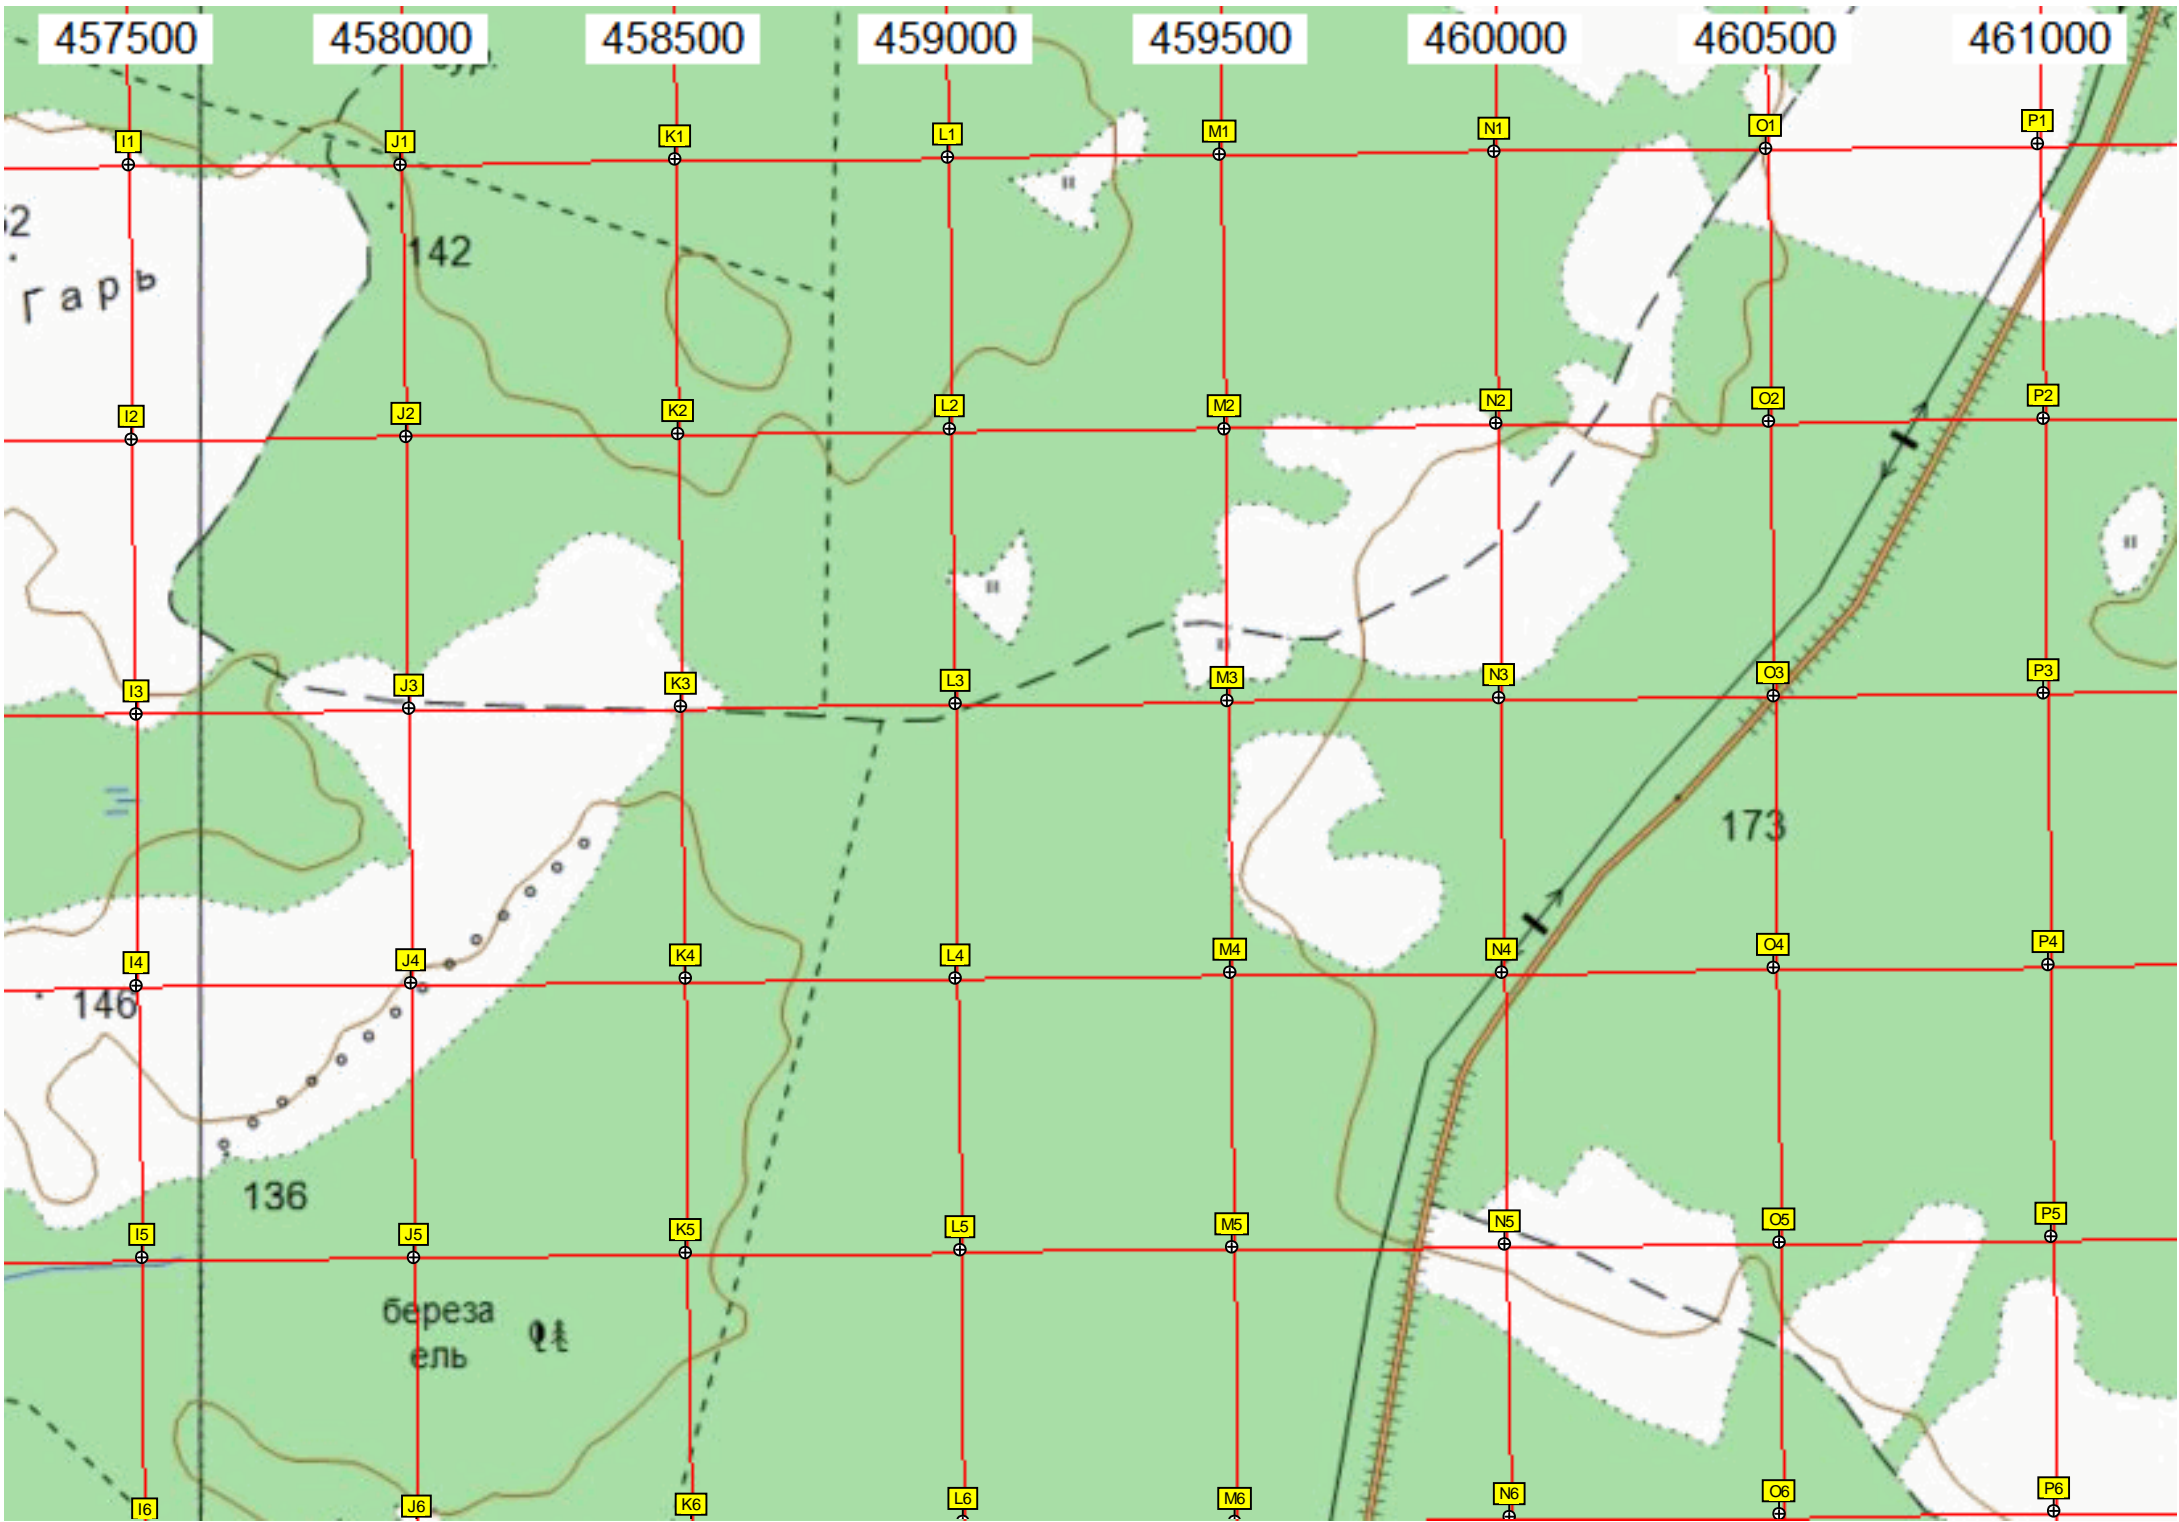 457500 458000 458500 459000 459500 460000 460500 461000
I1 J1 K1 L1 M1 N1 O1 P1
142
Гарь
I2 J2 K2 L2 M2 N2 O2 P2
I3 J3 K3 L3 M3 N3 O3 P3
173
I4 J4 K4 L4 M4 N4 O4 P4
146
136
I5 J5 K5 L5 M5 N5 O5 P5
береза
ель
I6 J6 K6 L6 M6 N6 O6 P6